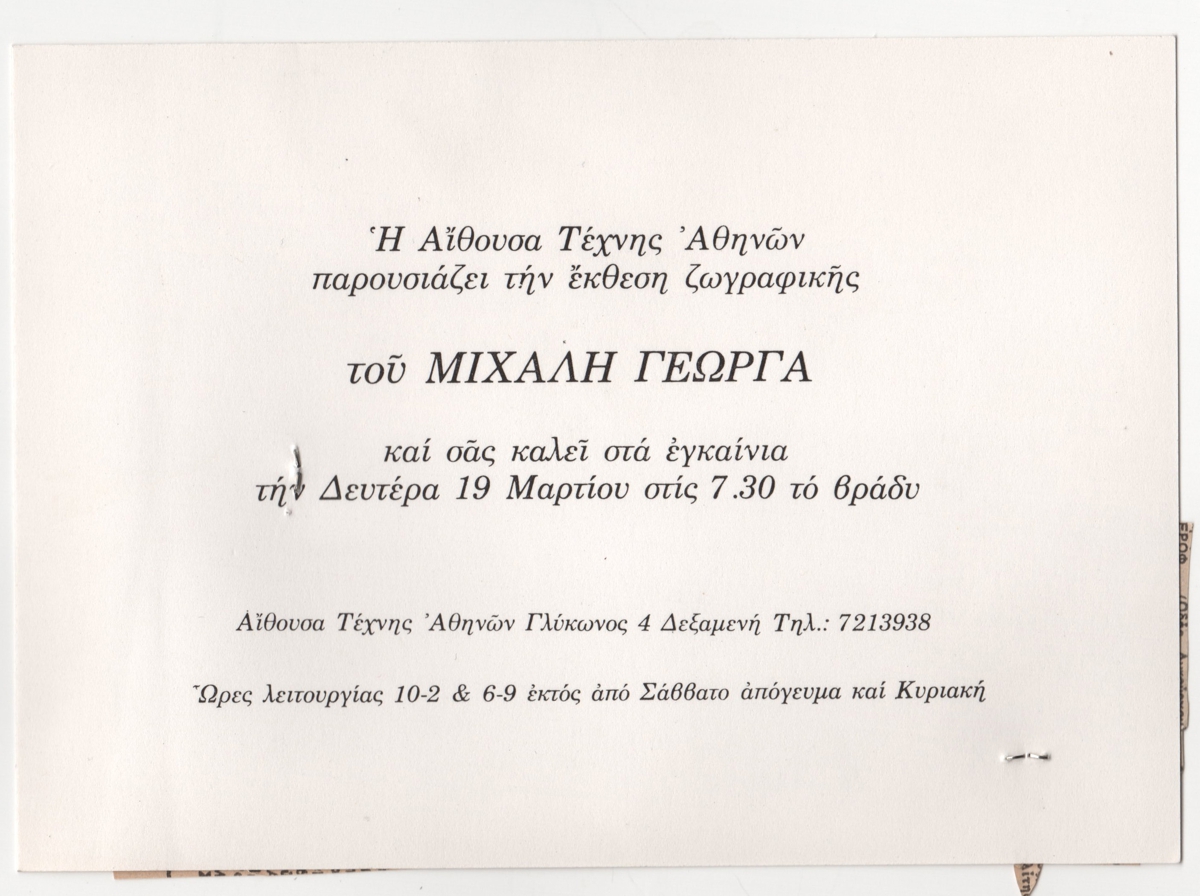 Ἡ Αἴθουσα Τέχνης Ἀθηνῶν
παρουσιάζει τήν ἔκθεση ζωγραφικῆς
τοῦ ΜΙΧΑΛΗ ΓΕΩΡΓΑ
καί σᾶς καλεῖ στά ἐγκαίνια
τήν Δευτέρα 19 Μαρτίου στίς 7.30 τό βράδυ
Αἴθουσα Τέχνης Ἀθηνῶν Γλύκωνος 4 Δεξαμενή Τηλ.: 7213938
Ὧρες λειτουργίας 10-2 & 6-9 ἐκτός ἀπό Σάββατο ἀπόγευμα καί Κυριακή